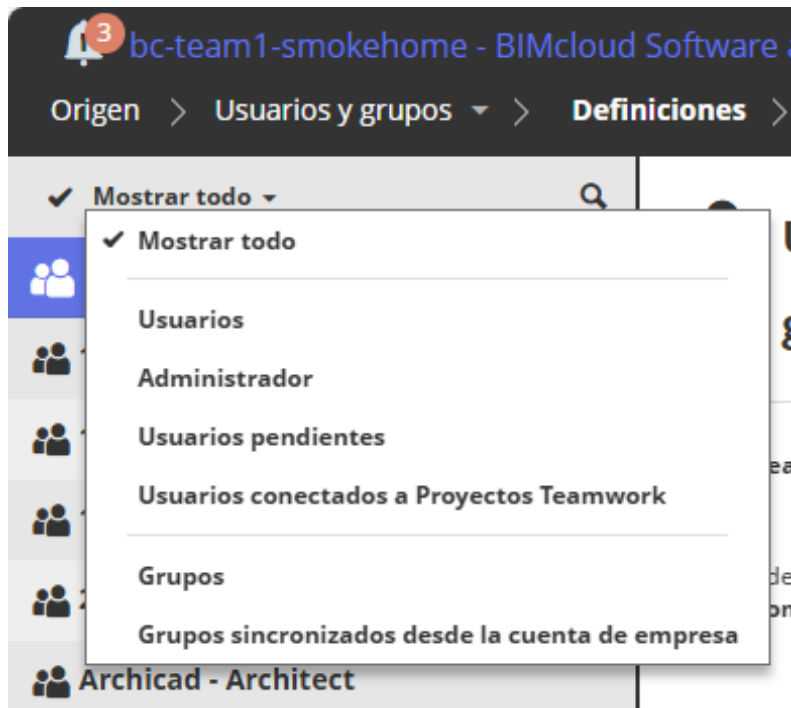 3
bc-team1-smokehome - BIMcloud Software
Origen > Usuarios y grupos > Definiciones >
Mostrar todo
Mostrar todo
Usuarios
Administrador
Usuarios pendientes
Usuarios conectados a Proyectos Teamwork
Grupos
Grupos sincronizados desde la cuenta de empresa
Archicad - Architect